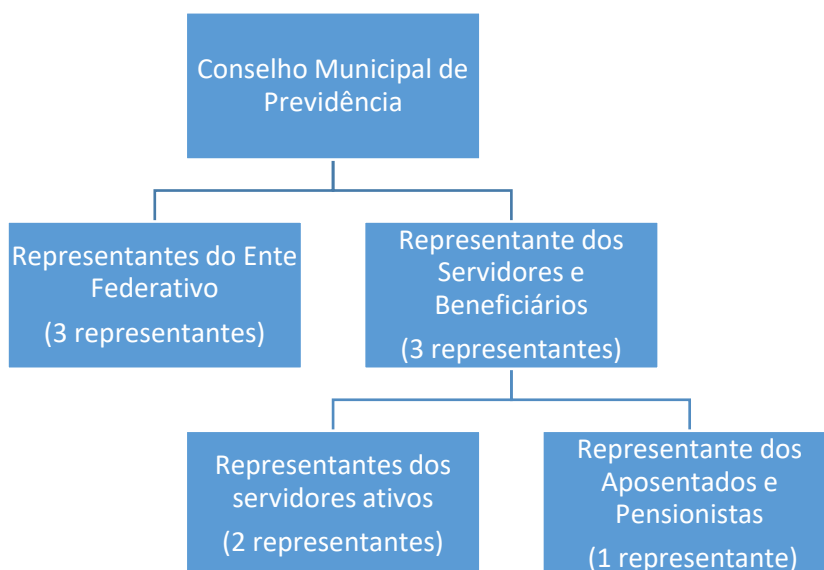 Conselho Municipal de
Previdência
Representantes do Ente
Federativo
(3 representantes)
Representante dos
Servidores e
Beneficiários
(3 representantes)
Representantes dos
servidores ativos
(2 representantes)
Representante dos
Aposentados e
Pensionistas
(1 representante)